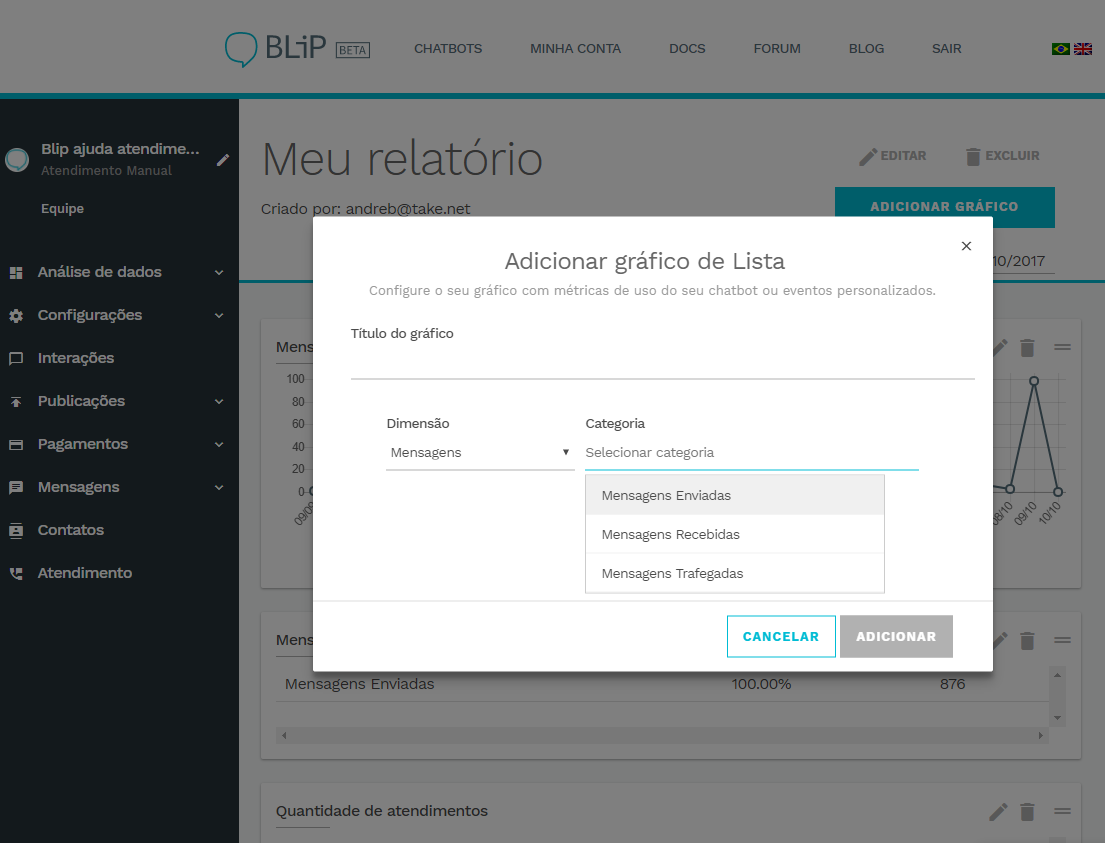 BLiP BETA
CHATBOTS
MINHA CONTA
DOCS
FORUM
BLOG
SAIR
Blip ajuda atendime...
Atendimento Manual
Equipe
Análise de dados
Configurações
Interações
Publicações
Pagamentos
Mensagens
Contatos
Atendimento
Meu relatório
EDITAR
EXCLUIR
Criado por: andreb@take.net
ADICIONAR GRÁFICO
10/2017
Adicionar gráfico de Lista
Configure o seu gráfico com métricas de uso do seu chatbot ou eventos personalizados.
Título do gráfico
Dimensão
Categoria
Mensagens
Selecionar categoria
Mensagens Enviadas
Mensagens Recebidas
Mensagens Trafegadas
CANCELAR
ADICIONAR
Mens
100
80
60
40
20
0
09/09
08/10
09/10
10/10
Mens
Mensagens Enviadas 100.00% 876
Quantidade de atendimentos